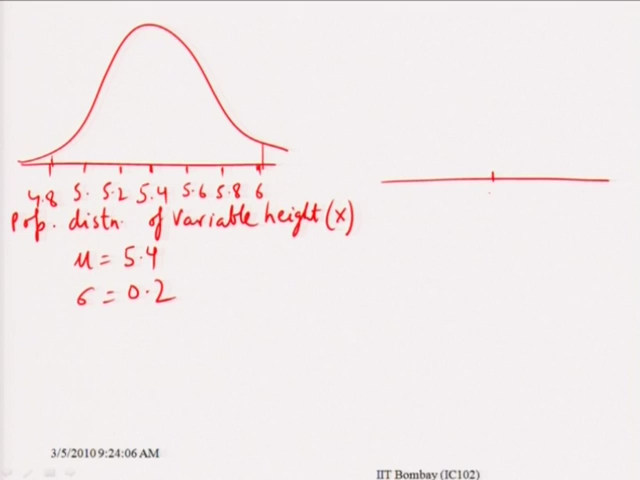 4.8 5. 5.2 5.4 5.6 5.8 6
Pop. distn. of variable height (x)
μ = 5.4
σ = 0.2
3/5/2010 9:24:06 AM
IIT Bombay (IC102)